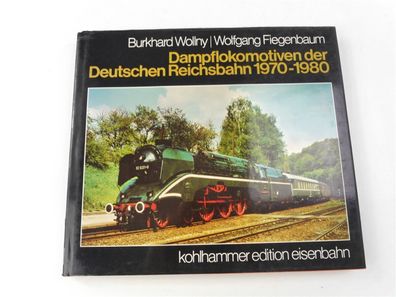 Burkhard Wollny | Wolfgang Fiegenbaum
Dampflokomotiven der
Deutschen Reichsbahn 1970-1980
kohlhammer edition eisenbahn